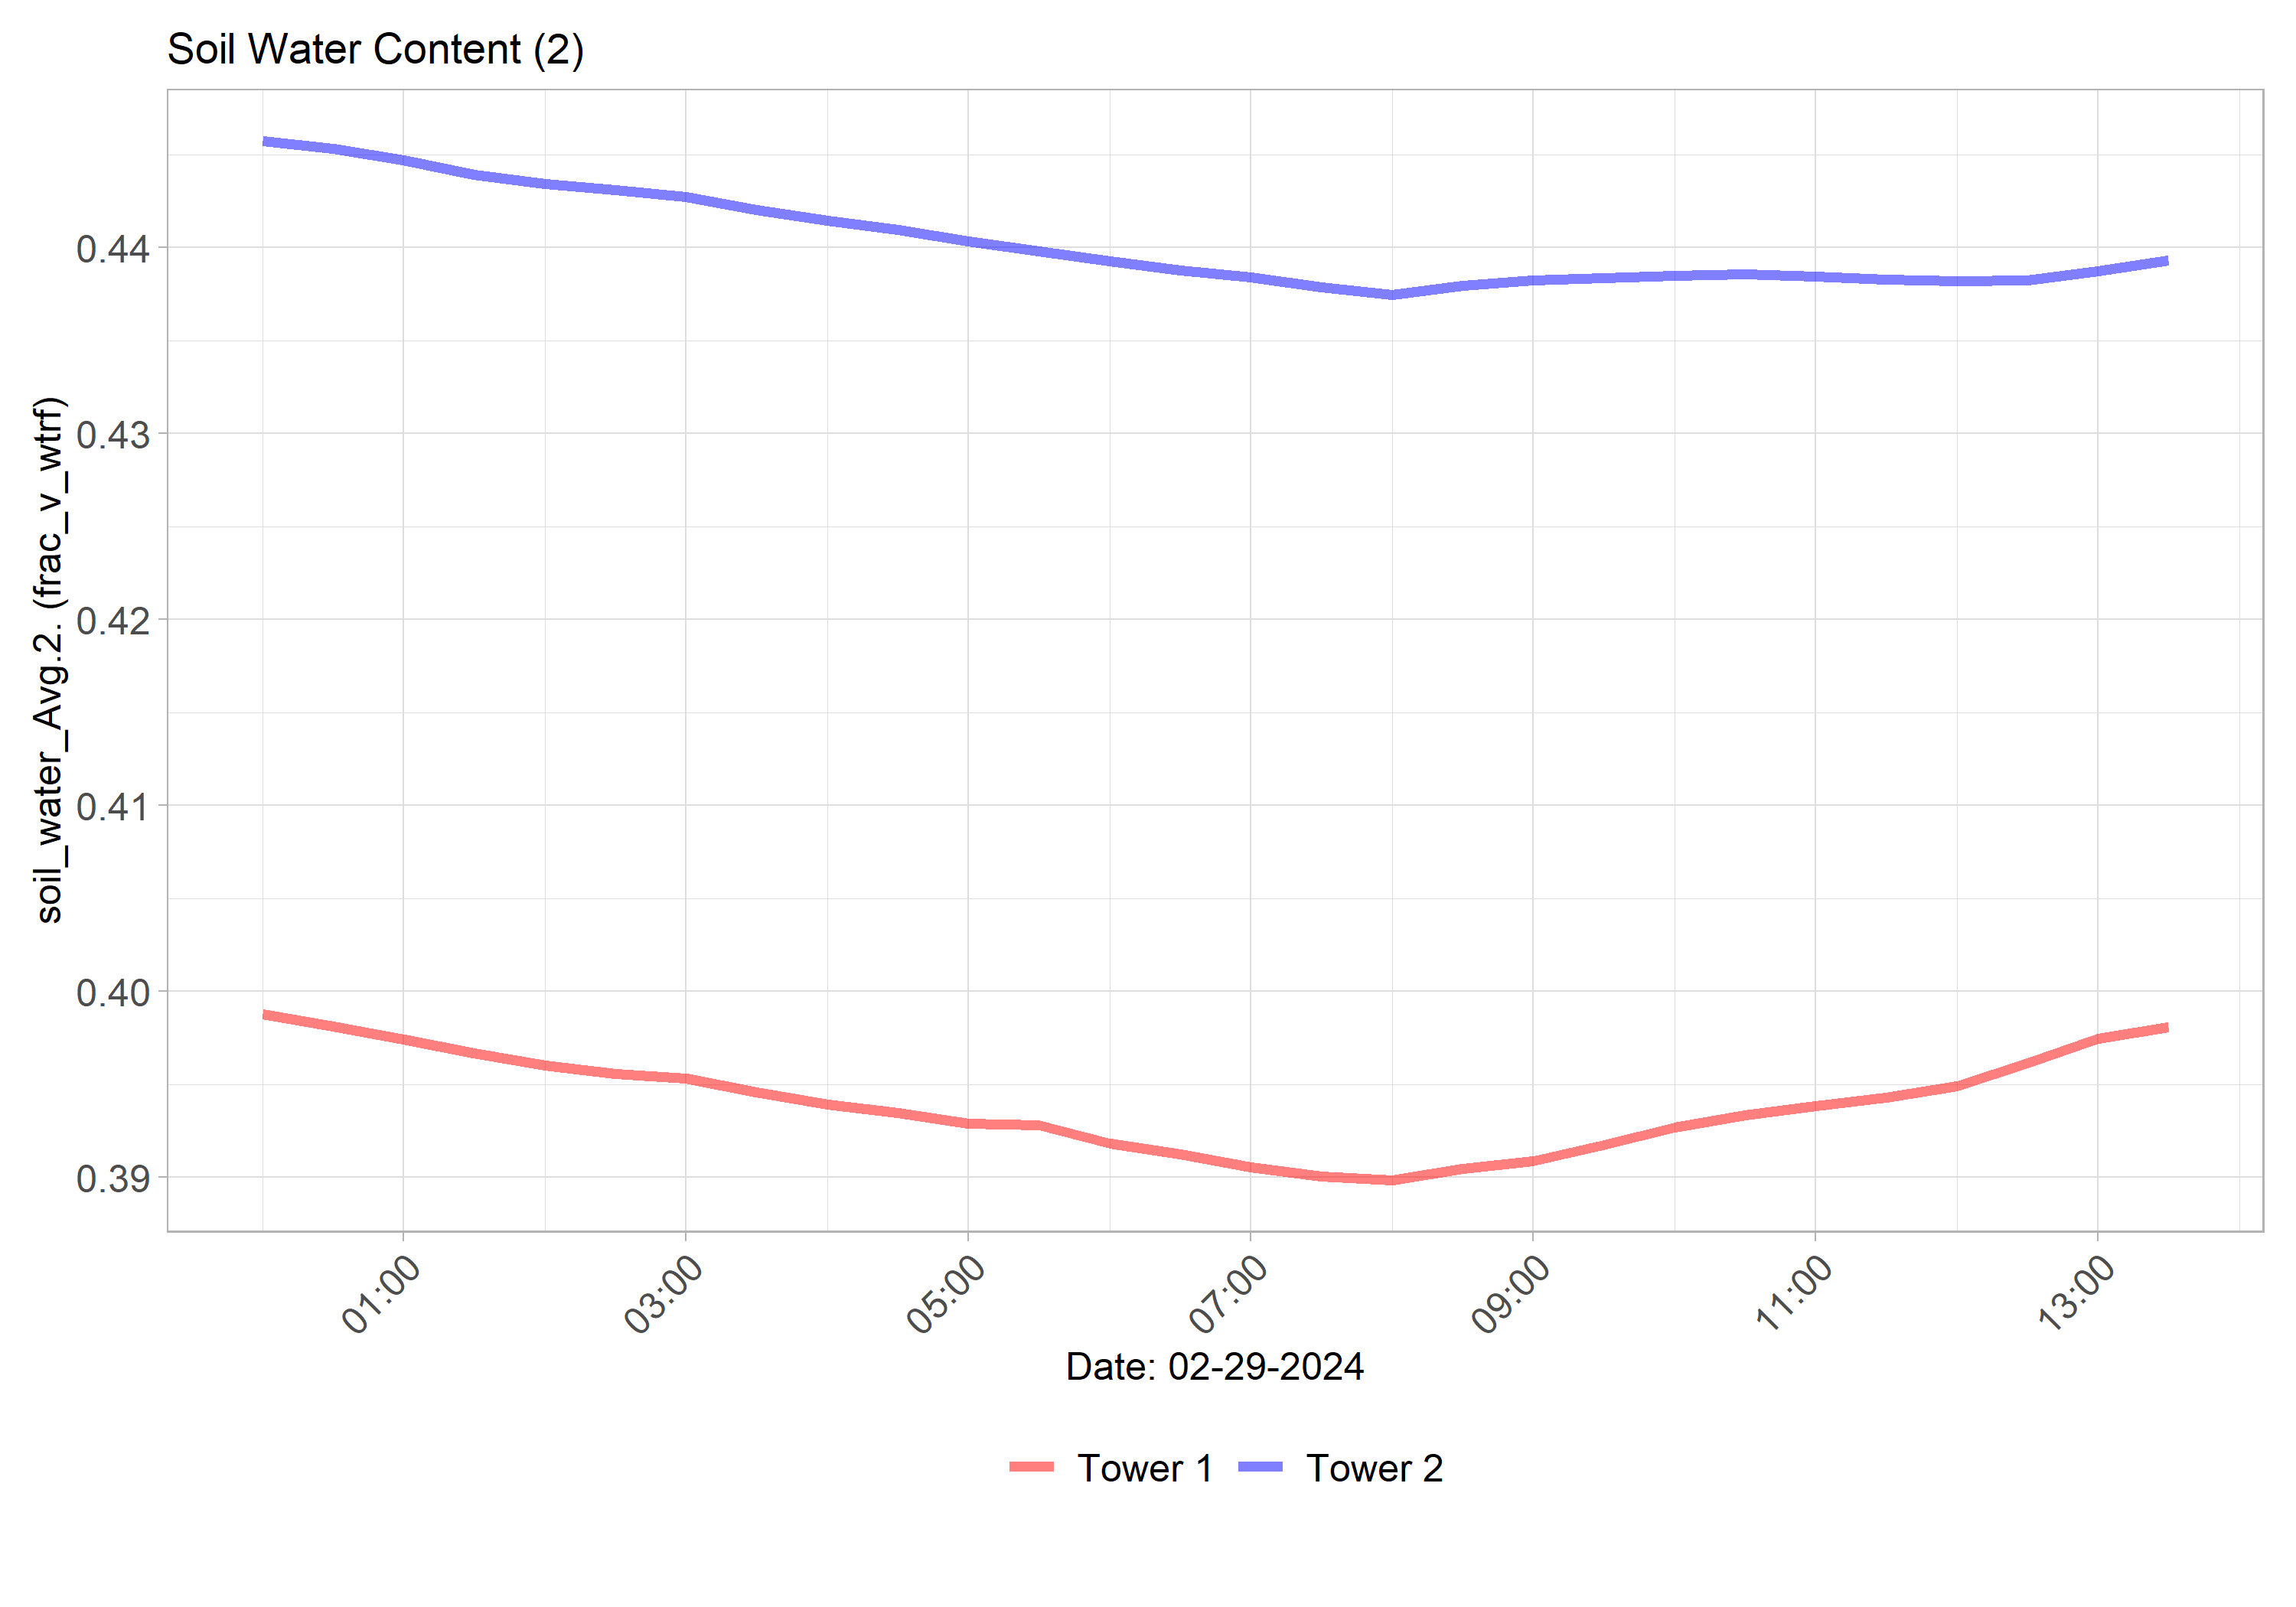 Soil Water Content (2)
soil_water_Avg.2. (frac_v_wtrf)
0.44
0.43
0.42
0.41
0.40
0.39
01:00 03:00 05:00 07:00 09:00 11:00 13:00
Date: 02-29-2024
Tower 1 Tower 2